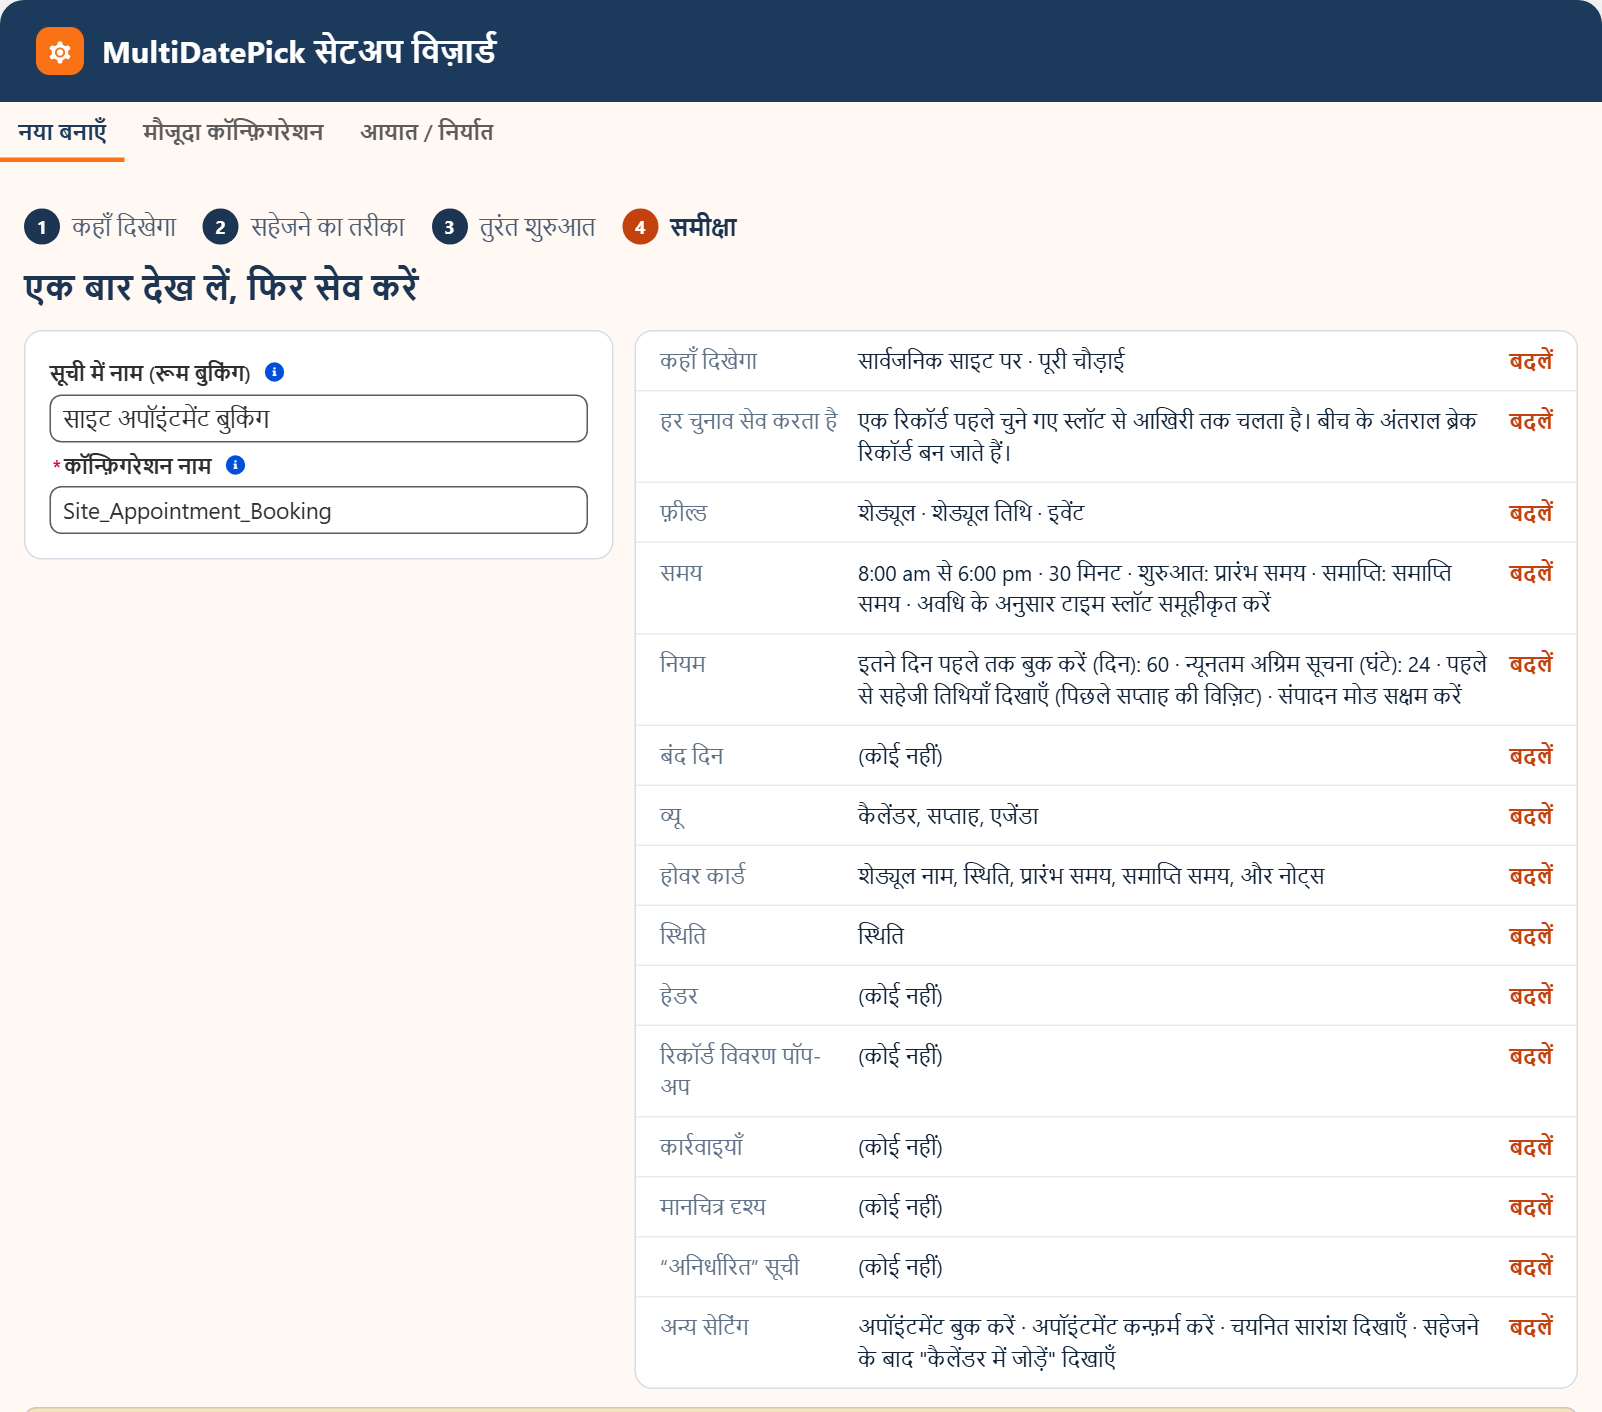 MultiDatePick सेटअप विज़ार्ड
नया बनाएँ मौजूदा कॉन्फ़िगरेशन आयात / निर्यात
1 कहाँ दिखेगा 2 सहेजने का तरीका 3 तुरंत शुरुआत 4 समीक्षा
एक बार देख लें, फिर सेव करें
सूची में नाम (रूम बुकिंग)
साइट अपॉइंटमेंट बुकिंग
*कॉन्फ़िगरेशन नाम
Site_Appointment_Booking
कहाँ दिखेगा सार्वजनिक साइट पर · पूरी चौड़ाई बदलें
हर चुनाव सेव करता है एक रिकॉर्ड पहले चुने गए स्लॉट से आखिरी तक चलता है। बीच के अंतराल ब्रेक बदलें
रिकॉर्ड बन जाते हैं।
फ़ील्ड शेड्यूल · शेड्यूल तिथि · इवेंट बदलें
समय 8:00 am से 6:00 pm · 30 मिनट · शुरुआत: प्रारंभ समय · समाप्ति: समाप्ति बदलें
समय · अवधि के अनुसार टाइम स्लॉट समूहीकृत करें
नियम इतने दिन पहले तक बुक करें (दिन): 60 · न्यूनतम अग्रिम सूचना (घंटे): 24 · पहले बदलें
से सहेजी तिथियाँ दिखाएँ (पिछले सप्ताह की विज़िट) · संपादन मोड सक्षम करें
बंद दिन (कोई नहीं) बदलें
व्यू कैलेंडर, सप्ताह, एजेंडा बदलें
होवर कार्ड शेड्यूल नाम, स्थिति, प्रारंभ समय, समाप्ति समय, और नोट्स बदलें
स्थिति स्थिति बदलें
हेडर (कोई नहीं) बदलें
रिकॉर्ड विवरण पॉप- (कोई नहीं) बदलें
अप
कार्रवाइयाँ (कोई नहीं) बदलें
मानचित्र दृश्य (कोई नहीं) बदलें
“अनिर्धारित” सूची (कोई नहीं) बदलें
अन्य सेटिंग अपॉइंटमेंट बुक करें · अपॉइंटमेंट कन्फ़र्म करें · चयनित सारांश दिखाएँ · सहेजने बदलें
के बाद "कैलेंडर में जोड़ें" दिखाएँ